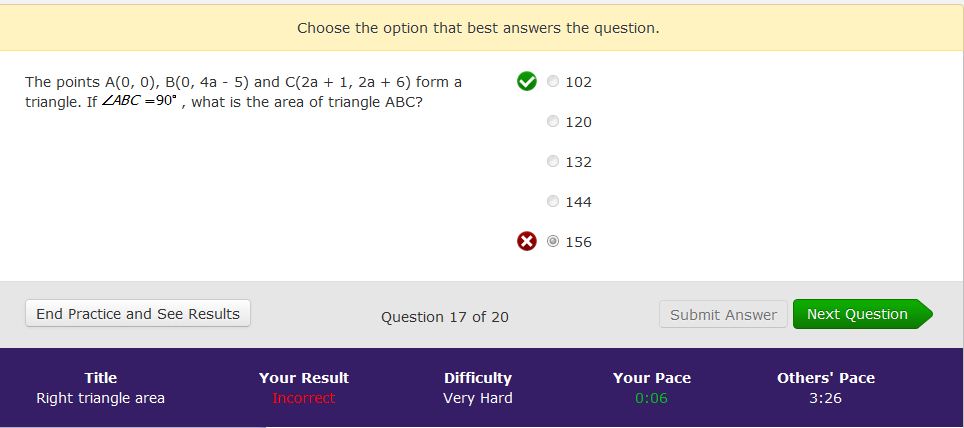 Choose the option that best answers the question.
The points A(0, 0), B(0, 4a - 5) and C(2a + 1, 2a + 6) form a
triangle. If ∠ABC =90° , what is the area of triangle ABC?
102
120
132
144
156
End Practice and See Results
Question 17 of 20
Submit Answer
Next Question
Title
Your Result
Difficulty
Your Pace
Others' Pace
Right triangle area
Incorrect
Very Hard
0:06
3:26